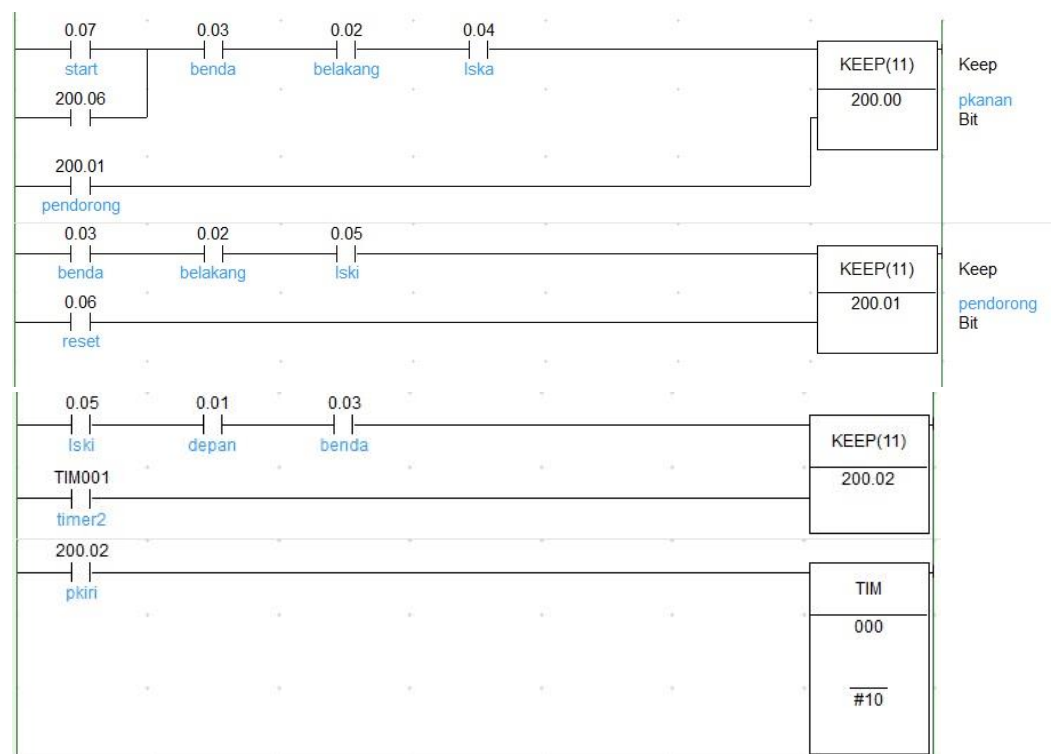 0.07 0.03 0.02 0.04
start benda belakang lska
KEEP(11) Keep
200.06
200.00 pkanan
Bit
200.01
pendorong
0.03 0.02 0.05
benda belakang lski
KEEP(11) Keep
0.06
200.01 pendorong
reset
Bit
0.05 0.01 0.03
lski depan benda
KEEP(11)
TIM001
200.02
timer2
200.02
pkiri
TIM
000
#10